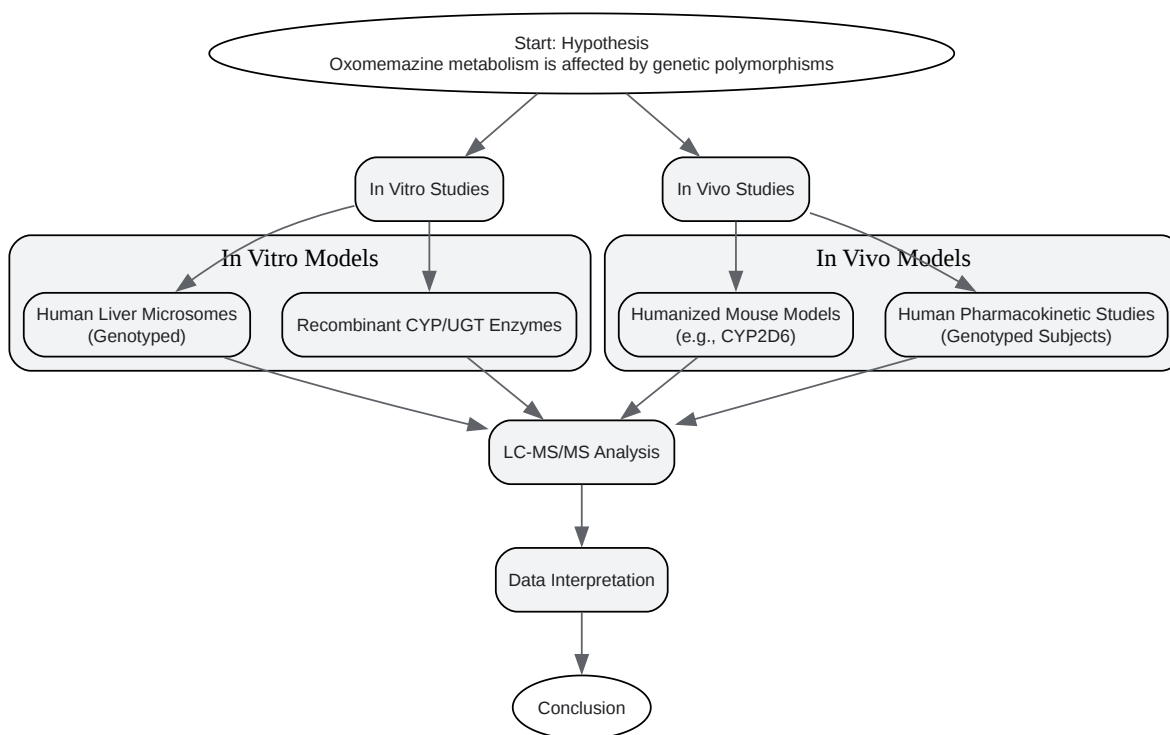 Start: Hypothesis
Oxomemazine metabolism is affected by genetic polymorphisms
In Vitro Studies
In Vivo Studies
In Vitro Models
In Vivo Models
Human Liver Microsomes
(Genotyped)
Recombinant CYP/UGT Enzymes
Humanized Mouse Models
(e.g., CYP2D6)
Human Pharmacokinetic Studies
(Genotyped Subjects)
LC-MS/MS Analysis
Data Interpretation
Conclusion